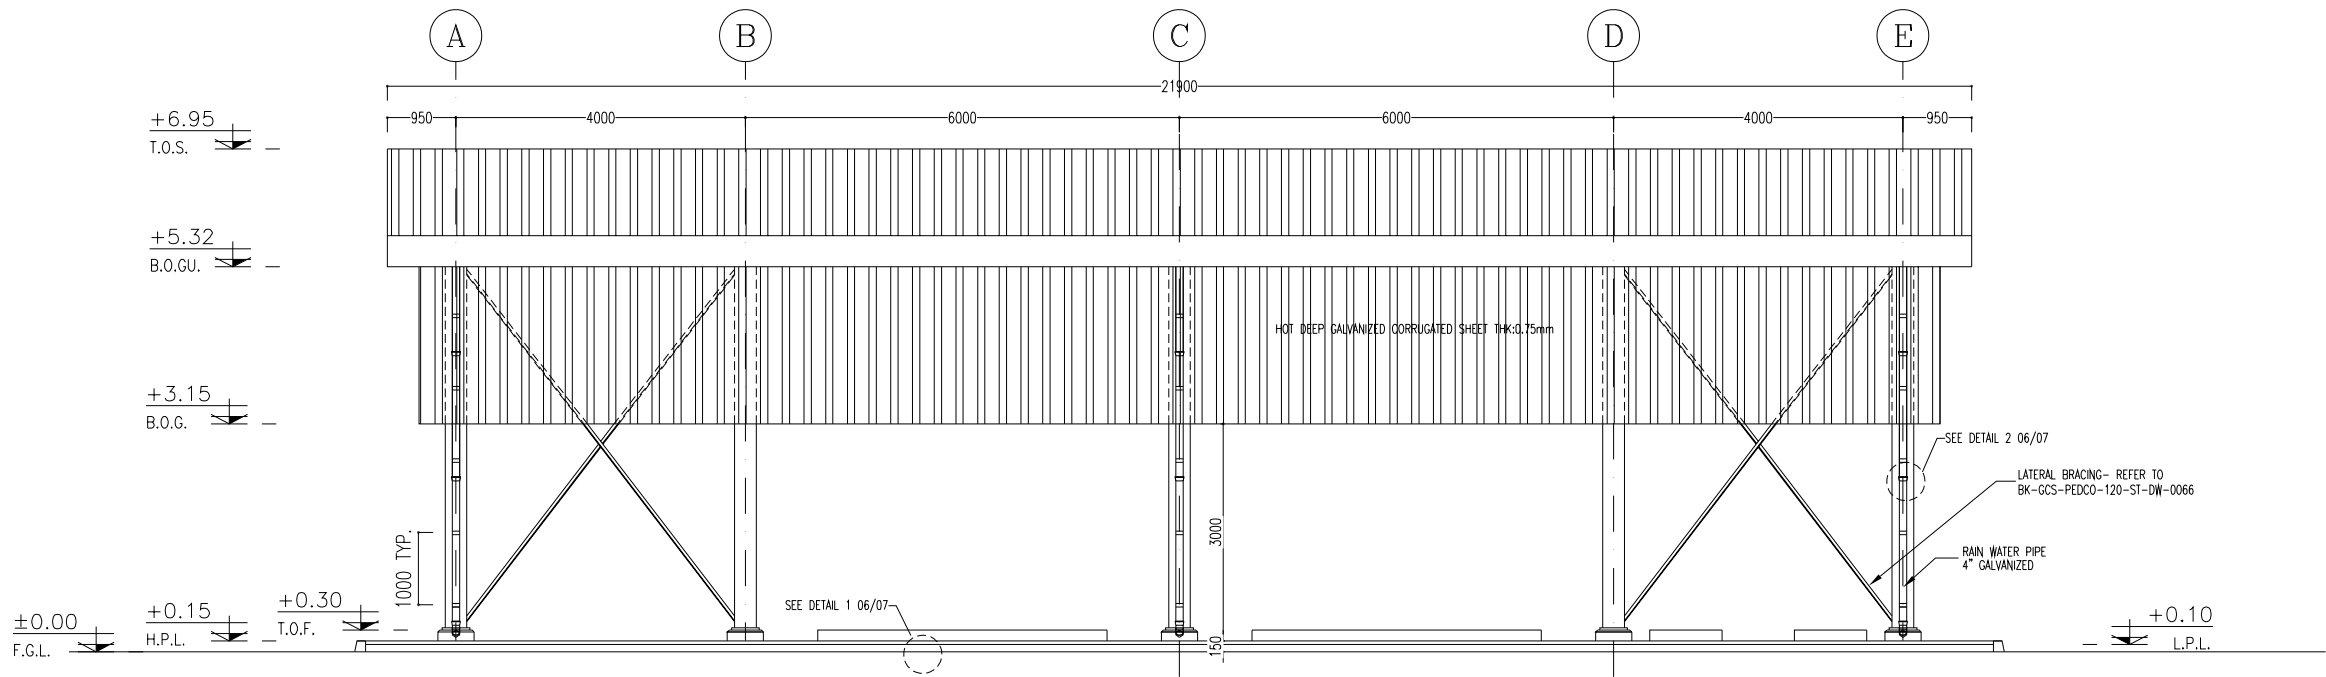 A B C D E
21900
950 4000 6000 6000 4000 950
+6.95
T.O.S.
+5.32
B.O.GU.
HOT DEEP GALVANIZED CORRUGATED SHEET THK:0.75mm
+3.15
B.O.G.
SEE DETAIL 2 06/07
LATERAL BRACING- REFER TO
BK-GCS-PEDCO-120-ST-DW-0066
3000
1000 TYP.
RAIN WATER PIPE
4" GALVANIZED
SEE DETAIL 1 06/07
+0.30
T.O.F.
+0.15
H.P.L.
±0.00
F.G.L.
150
+0.10
L.P.L.